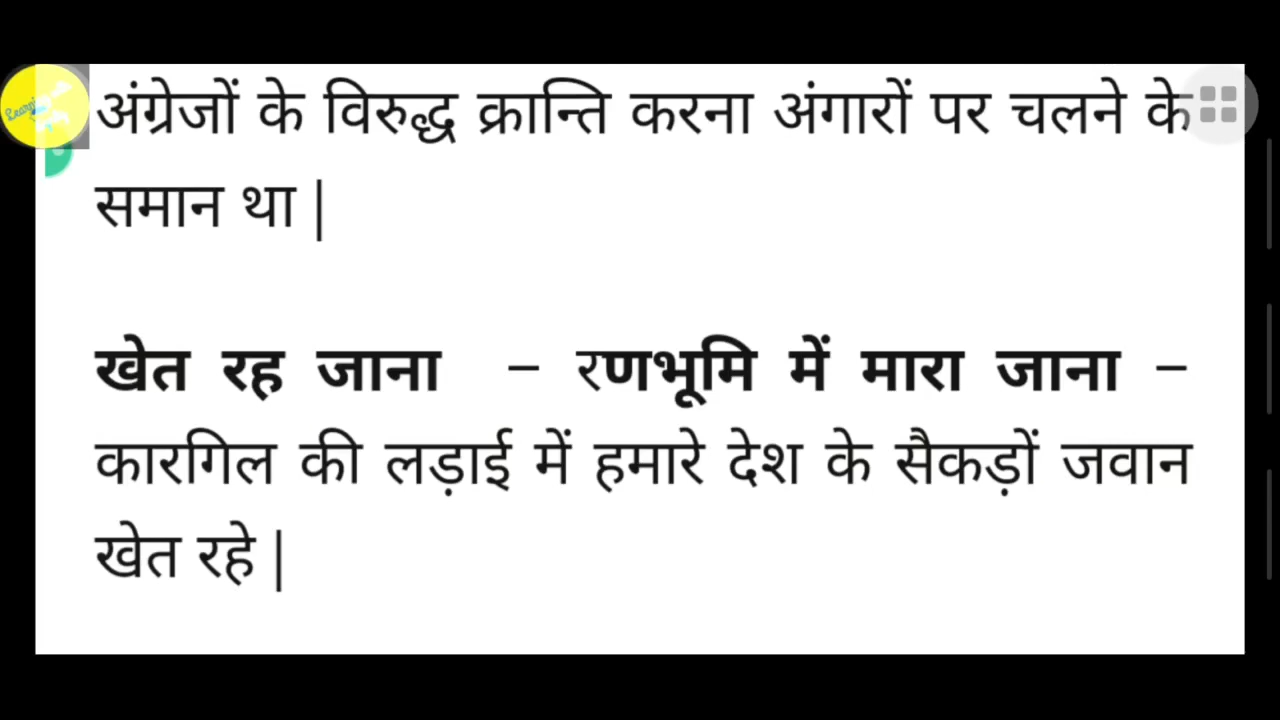 अंग्रेजों के विरुद्ध क्रान्ति करना अंगारों पर चलने के
समान था |
खेत रह जाना – रणभूमि में मारा जाना –
कारगिल की लड़ाई में हमारे देश के सैकड़ों जवान
खेत रहे |